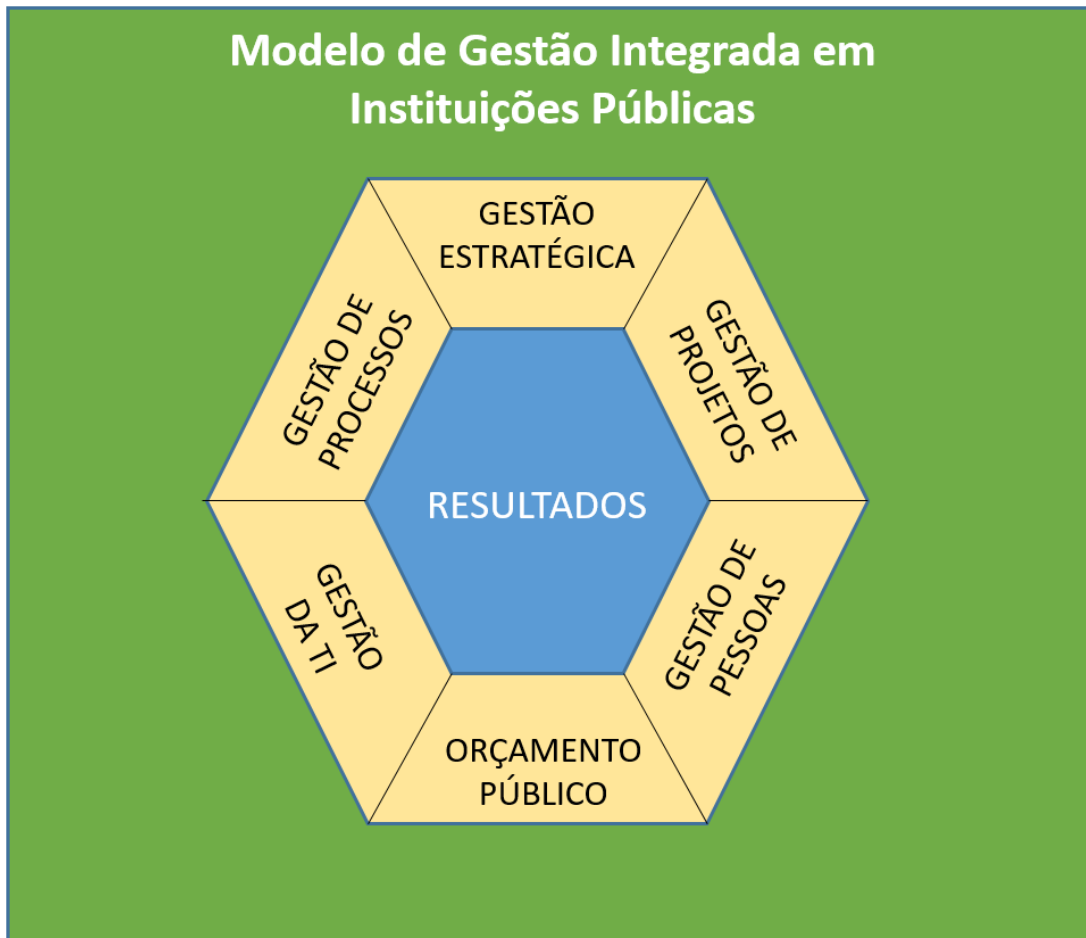 Modelo de Gestão Integrada em
Instituições Públicas
GESTÃO
ESTRATÉGICA
GESTÃO DE
PROJETOS
GESTÃO DE
PESSOAS
ORÇAMENTO
PÚBLICO
GESTÃO
DA TI
GESTÃO DE
PROCESSOS
RESULTADOS